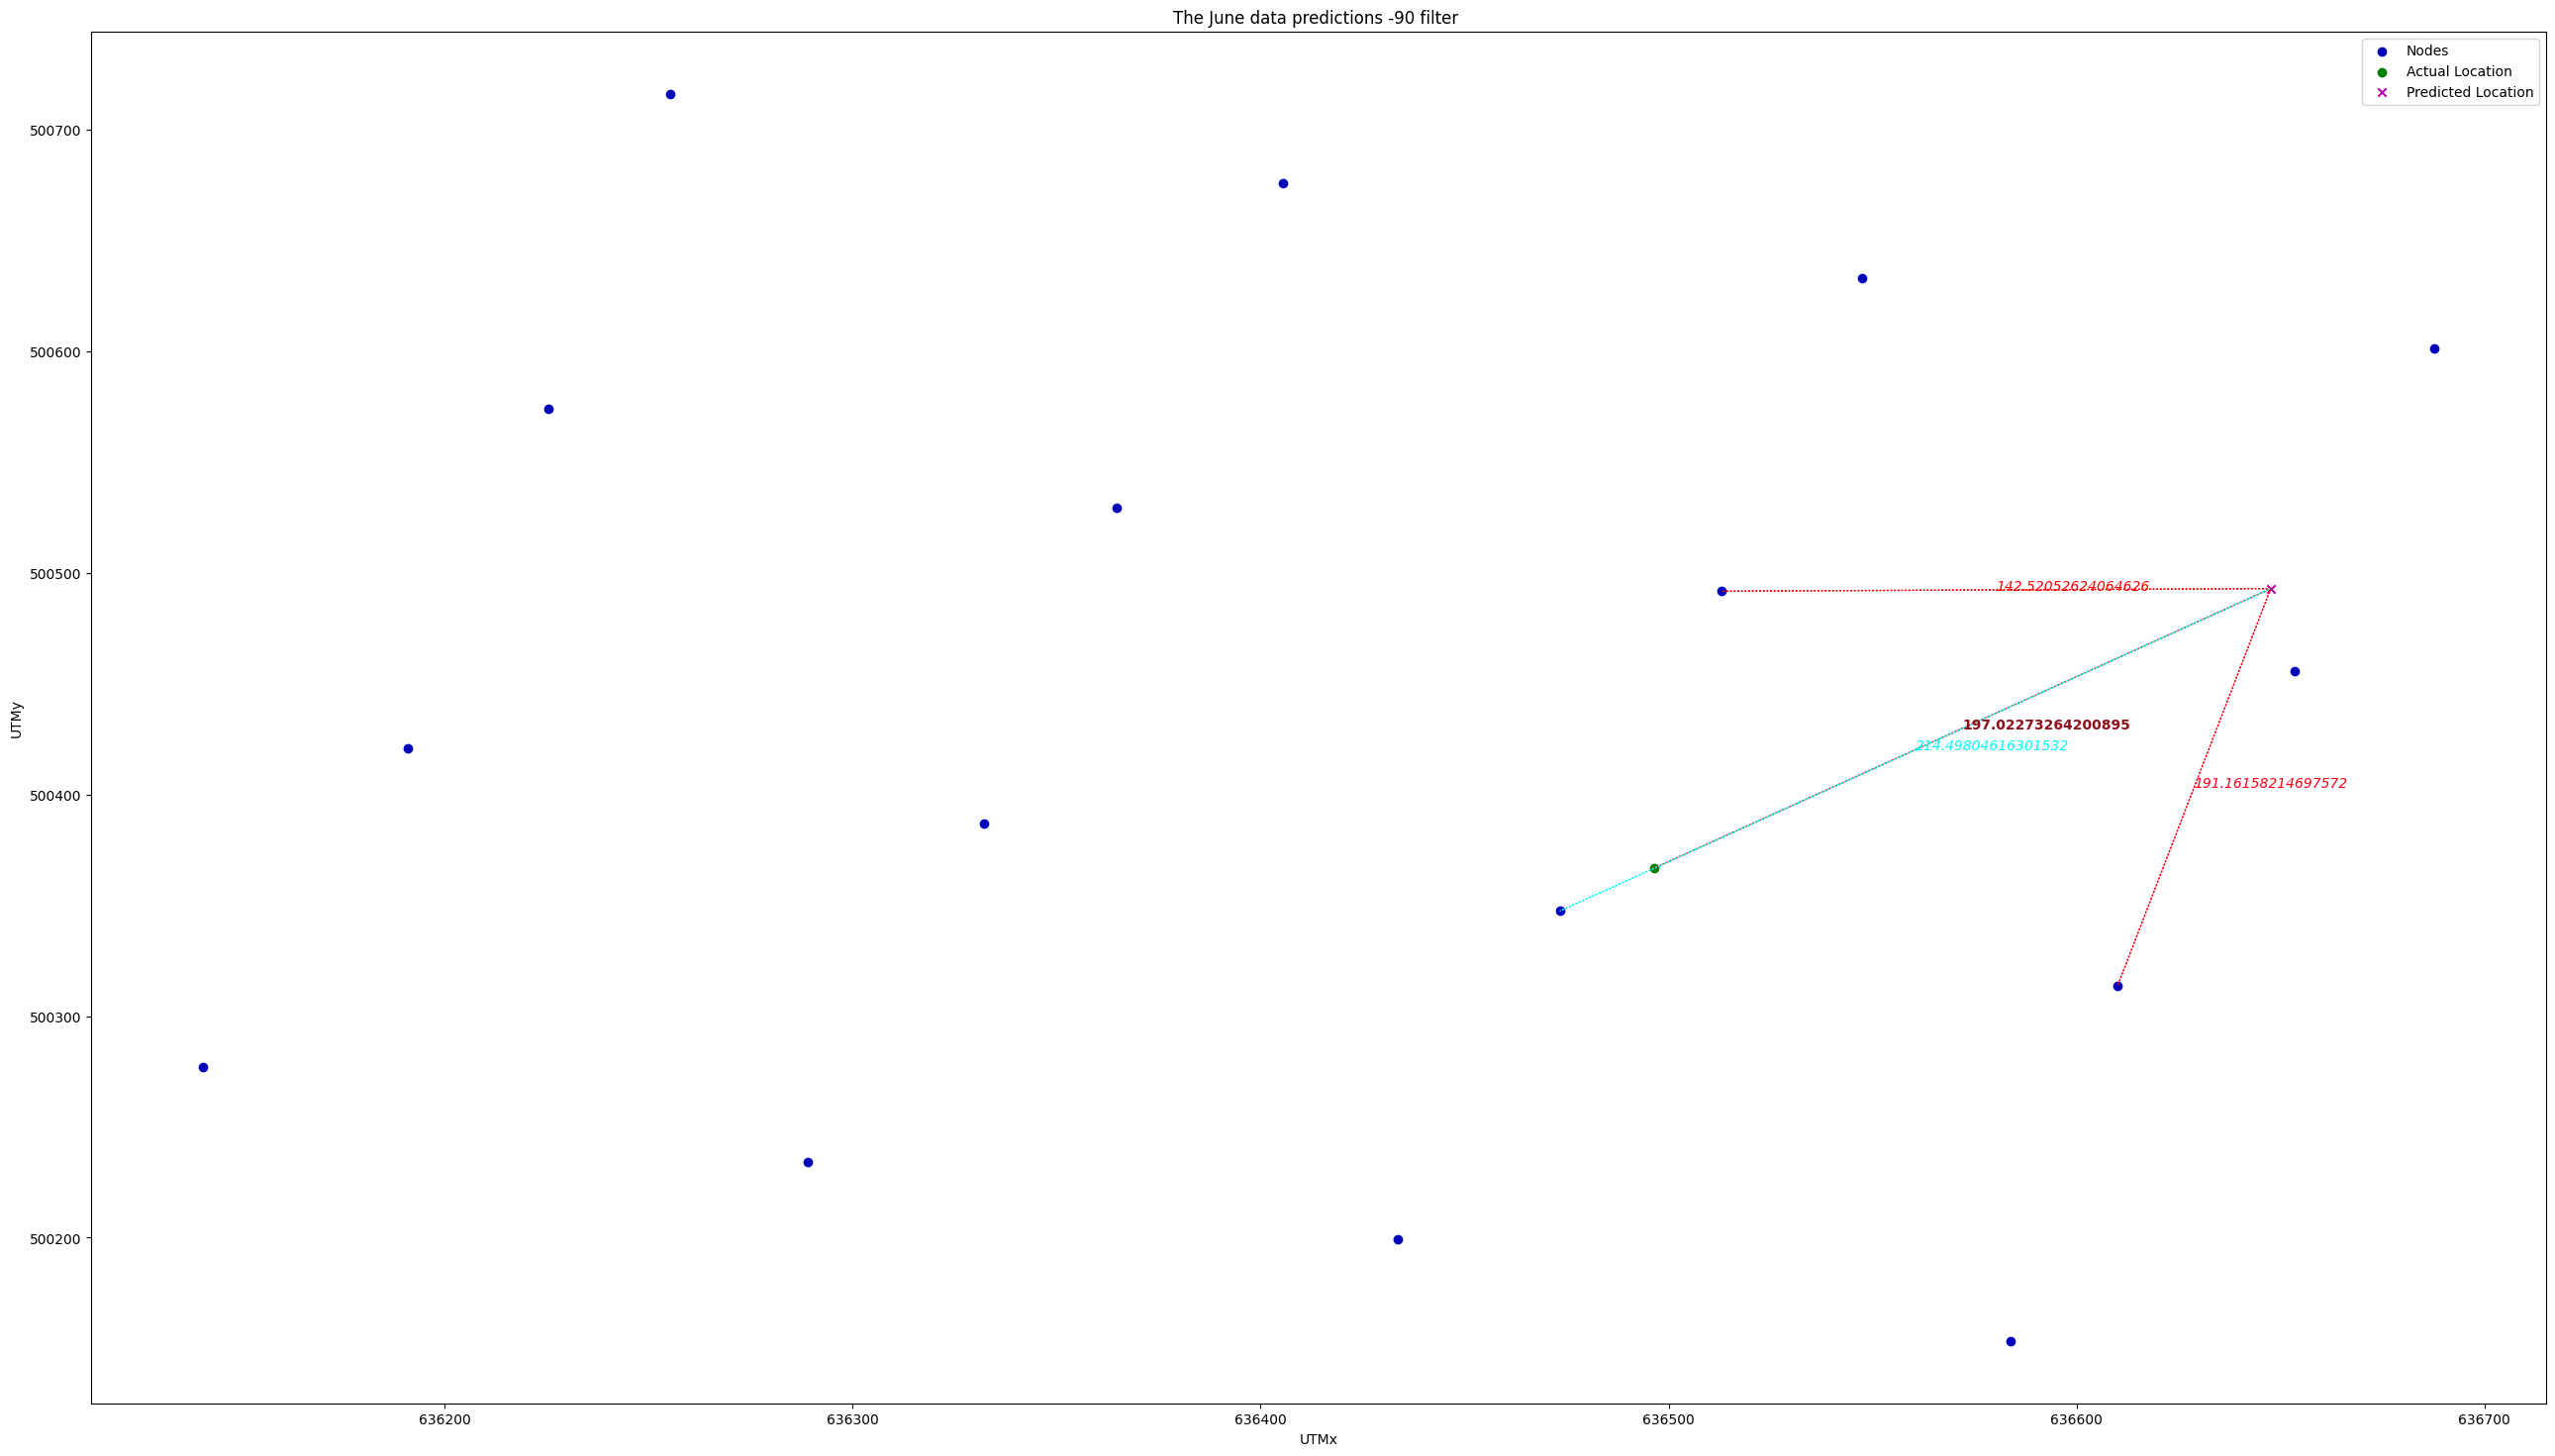 The June data predictions -90 filter
Nodes
Actual Location
Predicted Location
500700
500600
500500
500400
500300
500200
UTMy
142.52052624064626
197.02273264200895
214.49804616301532
191.16158214697572
636200
636300
636400
636500
636600
636700
UTMx